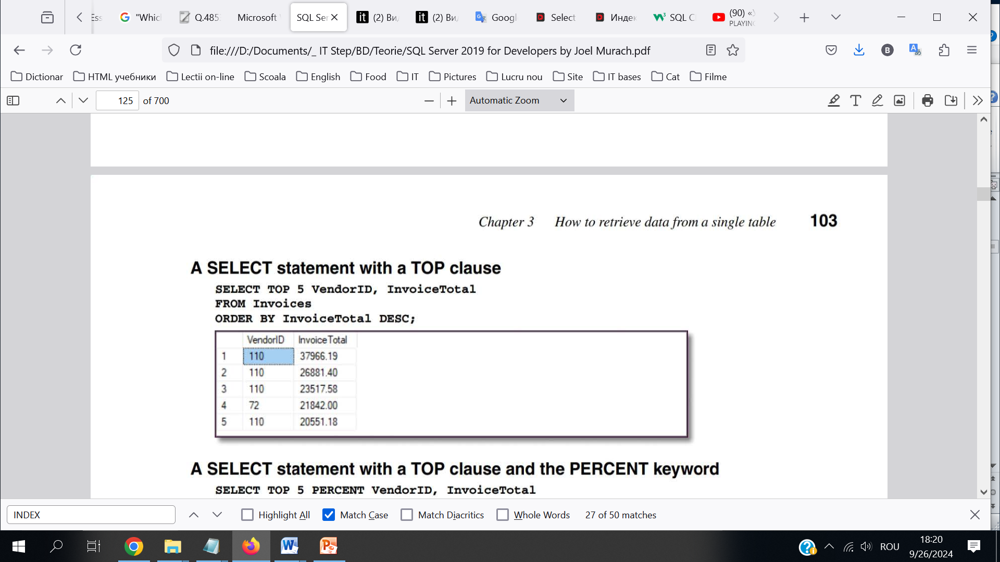 Ess
"Whicl
Q.485
Microsoft
SQL Ser
(2) Ви
(2) Ви
Googl
Select
Индек
SQL C
(90) «
PLAYING
file:///D:/Documents/_ IT Step/BD/Teorie/SQL Server 2019 for Developers by Joel Murach.pdf
B
Dictionar
HTML учебники
Lectii on-line
Scoala
English
Food
IT
Pictures
Lucru nou
Site
IT bases
Cat
Filme
125 of 700
Automatic Zoom
Chapter 3 How to retrieve data from a single table 103
A SELECT statement with a TOP clause
SELECT TOP 5 VendorID, InvoiceTotal
FROM Invoices
ORDER BY InvoiceTotal DESC;
VendorID InvoiceTotal
1 110 37966.19
2 110 26881.40
3 110 23517.58
4 72 21842.00
5 110 20551.18
A SELECT statement with a TOP clause and the PERCENT keyword
SELECT TOP 5 PERCENT VendorID, InvoiceTotal
INDEX
Highlight All
Match Case
Match Diacritics
Whole Words
27 of 50 matches
ROU
18:20
9/26/2024